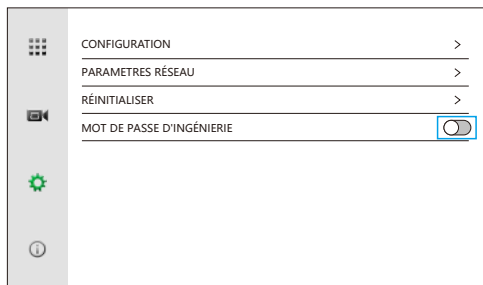 CONFIGURATION
PARAMETRES RÉSEAU
RÉINITIALISER
MOT DE PASSE D'INGÉNIERIE